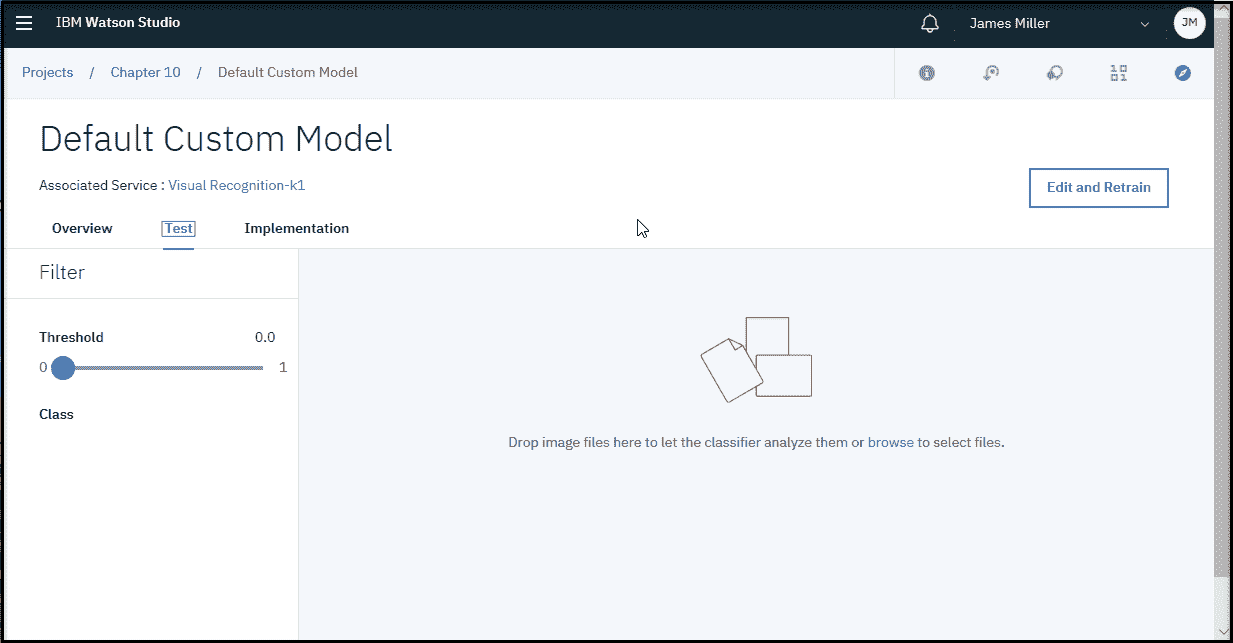 IBM Watson Studio
James Miller
JM
Projects / Chapter 10 / Default Custom Model
Default Custom Model
Associated Service : Visual Recognition-k1
Edit and Retrain
Overview
Test
Implementation
Filter
Threshold 0.0
0 1
Class
Drop image files here to let the classifier analyze them or browse to select files.